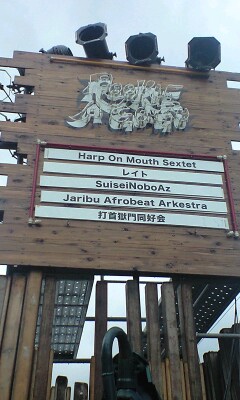 Harp On Mouth Sextet
レイト
SuiseiNoboAz
Jaribu Afrobeat Arkestra
打首獄門同好会